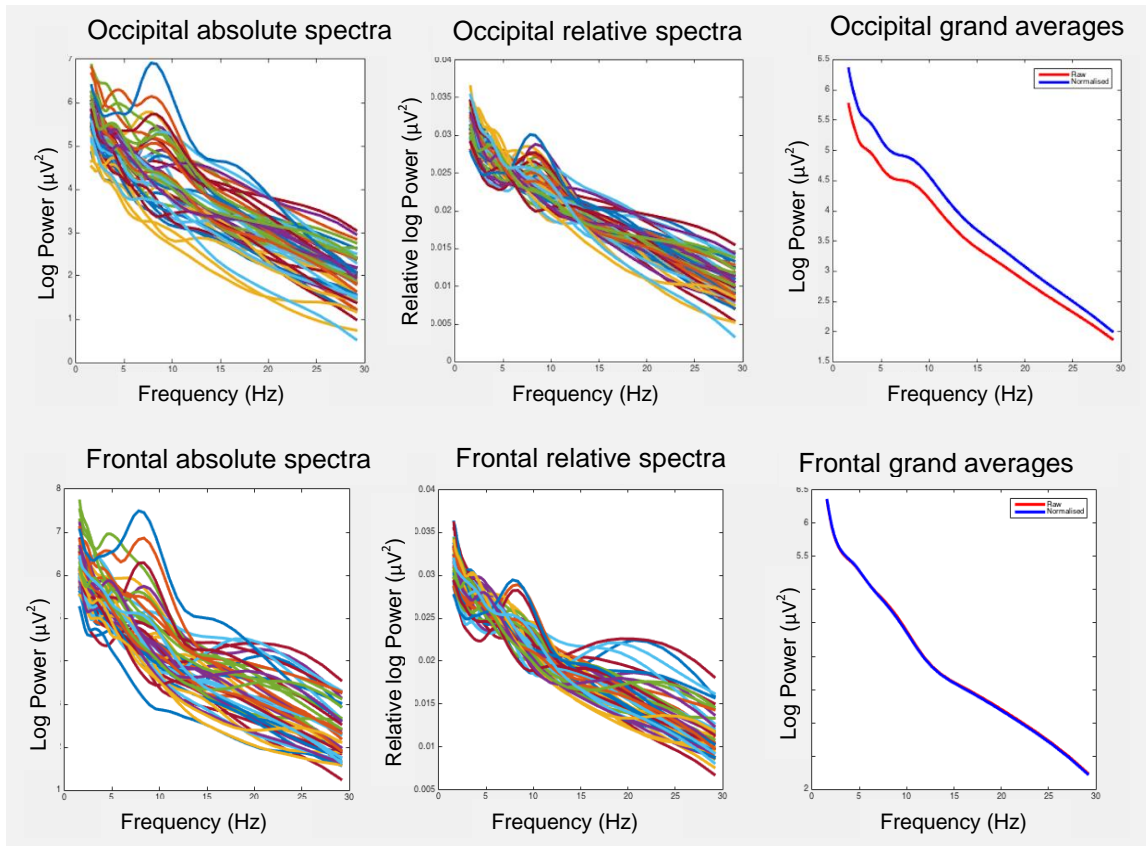 Occipital absolute spectra
Log Power (µV²)
7
6
5
4
3
2
1
0
0 5 10 15 20 25 30
Frequency (Hz)
Occipital relative spectra
Relative log Power (µV²)
0.04
0.035
0.03
0.025
0.02
0.015
0.01
0.005
0
0 5 10 15 20 25 30
Frequency (Hz)
Occipital grand averages
Log Power (µV²)
6.5
6
5.5
5
4.5
4
3.5
3
2.5
2
1.5
0 5 10 15 20 25 30
Raw
Normalised
Frequency (Hz)
Frontal absolute spectra
Log Power (µV²)
8
7
6
1
0 5 10 15 20 25 30
Frequency (Hz)
Frontal relative spectra
Relative log Power (µV²)
0.04
0.035
0.03
0.025
0.02
0.015
0.01
0.005
0 5 10 15 20 25 30
Frequency (Hz)
Frontal grand averages
Log Power (µV²)
6.5
6
5.5
2
0 5 10 15 20 25 30
Raw
Normalised
Frequency (Hz)